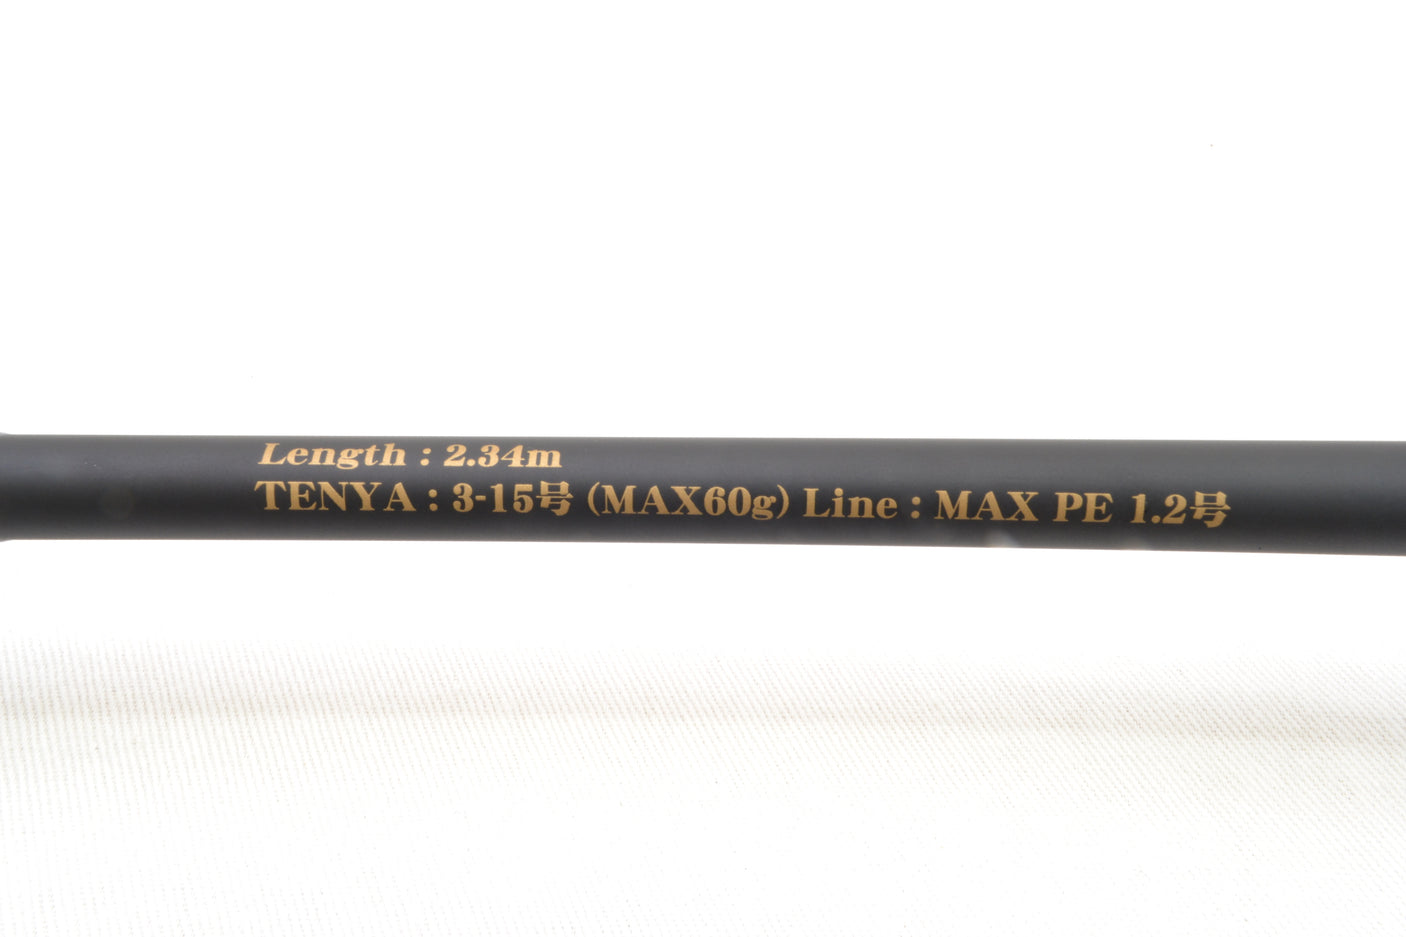 Length : 2.34m
TENYA : 3-15号 (MAX60g) Line : MAX PE 1.2号